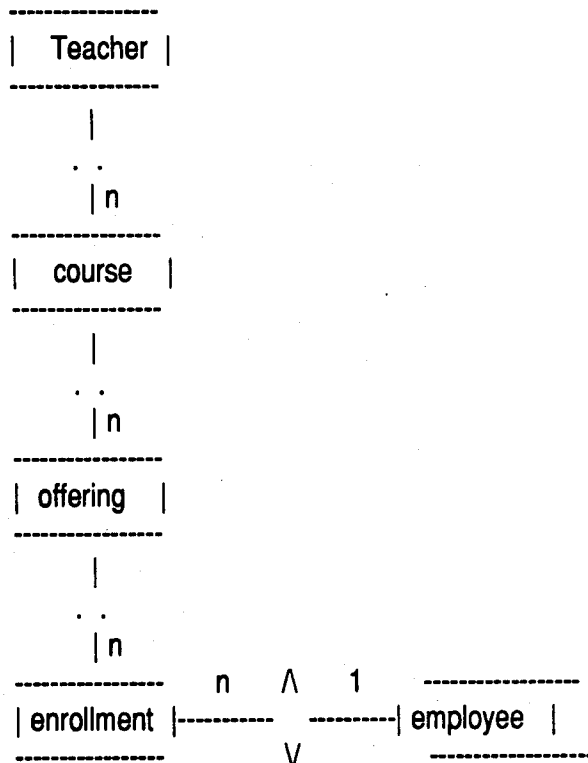 Teacher
n
course
n
offering
n
n 1
enrollment employee